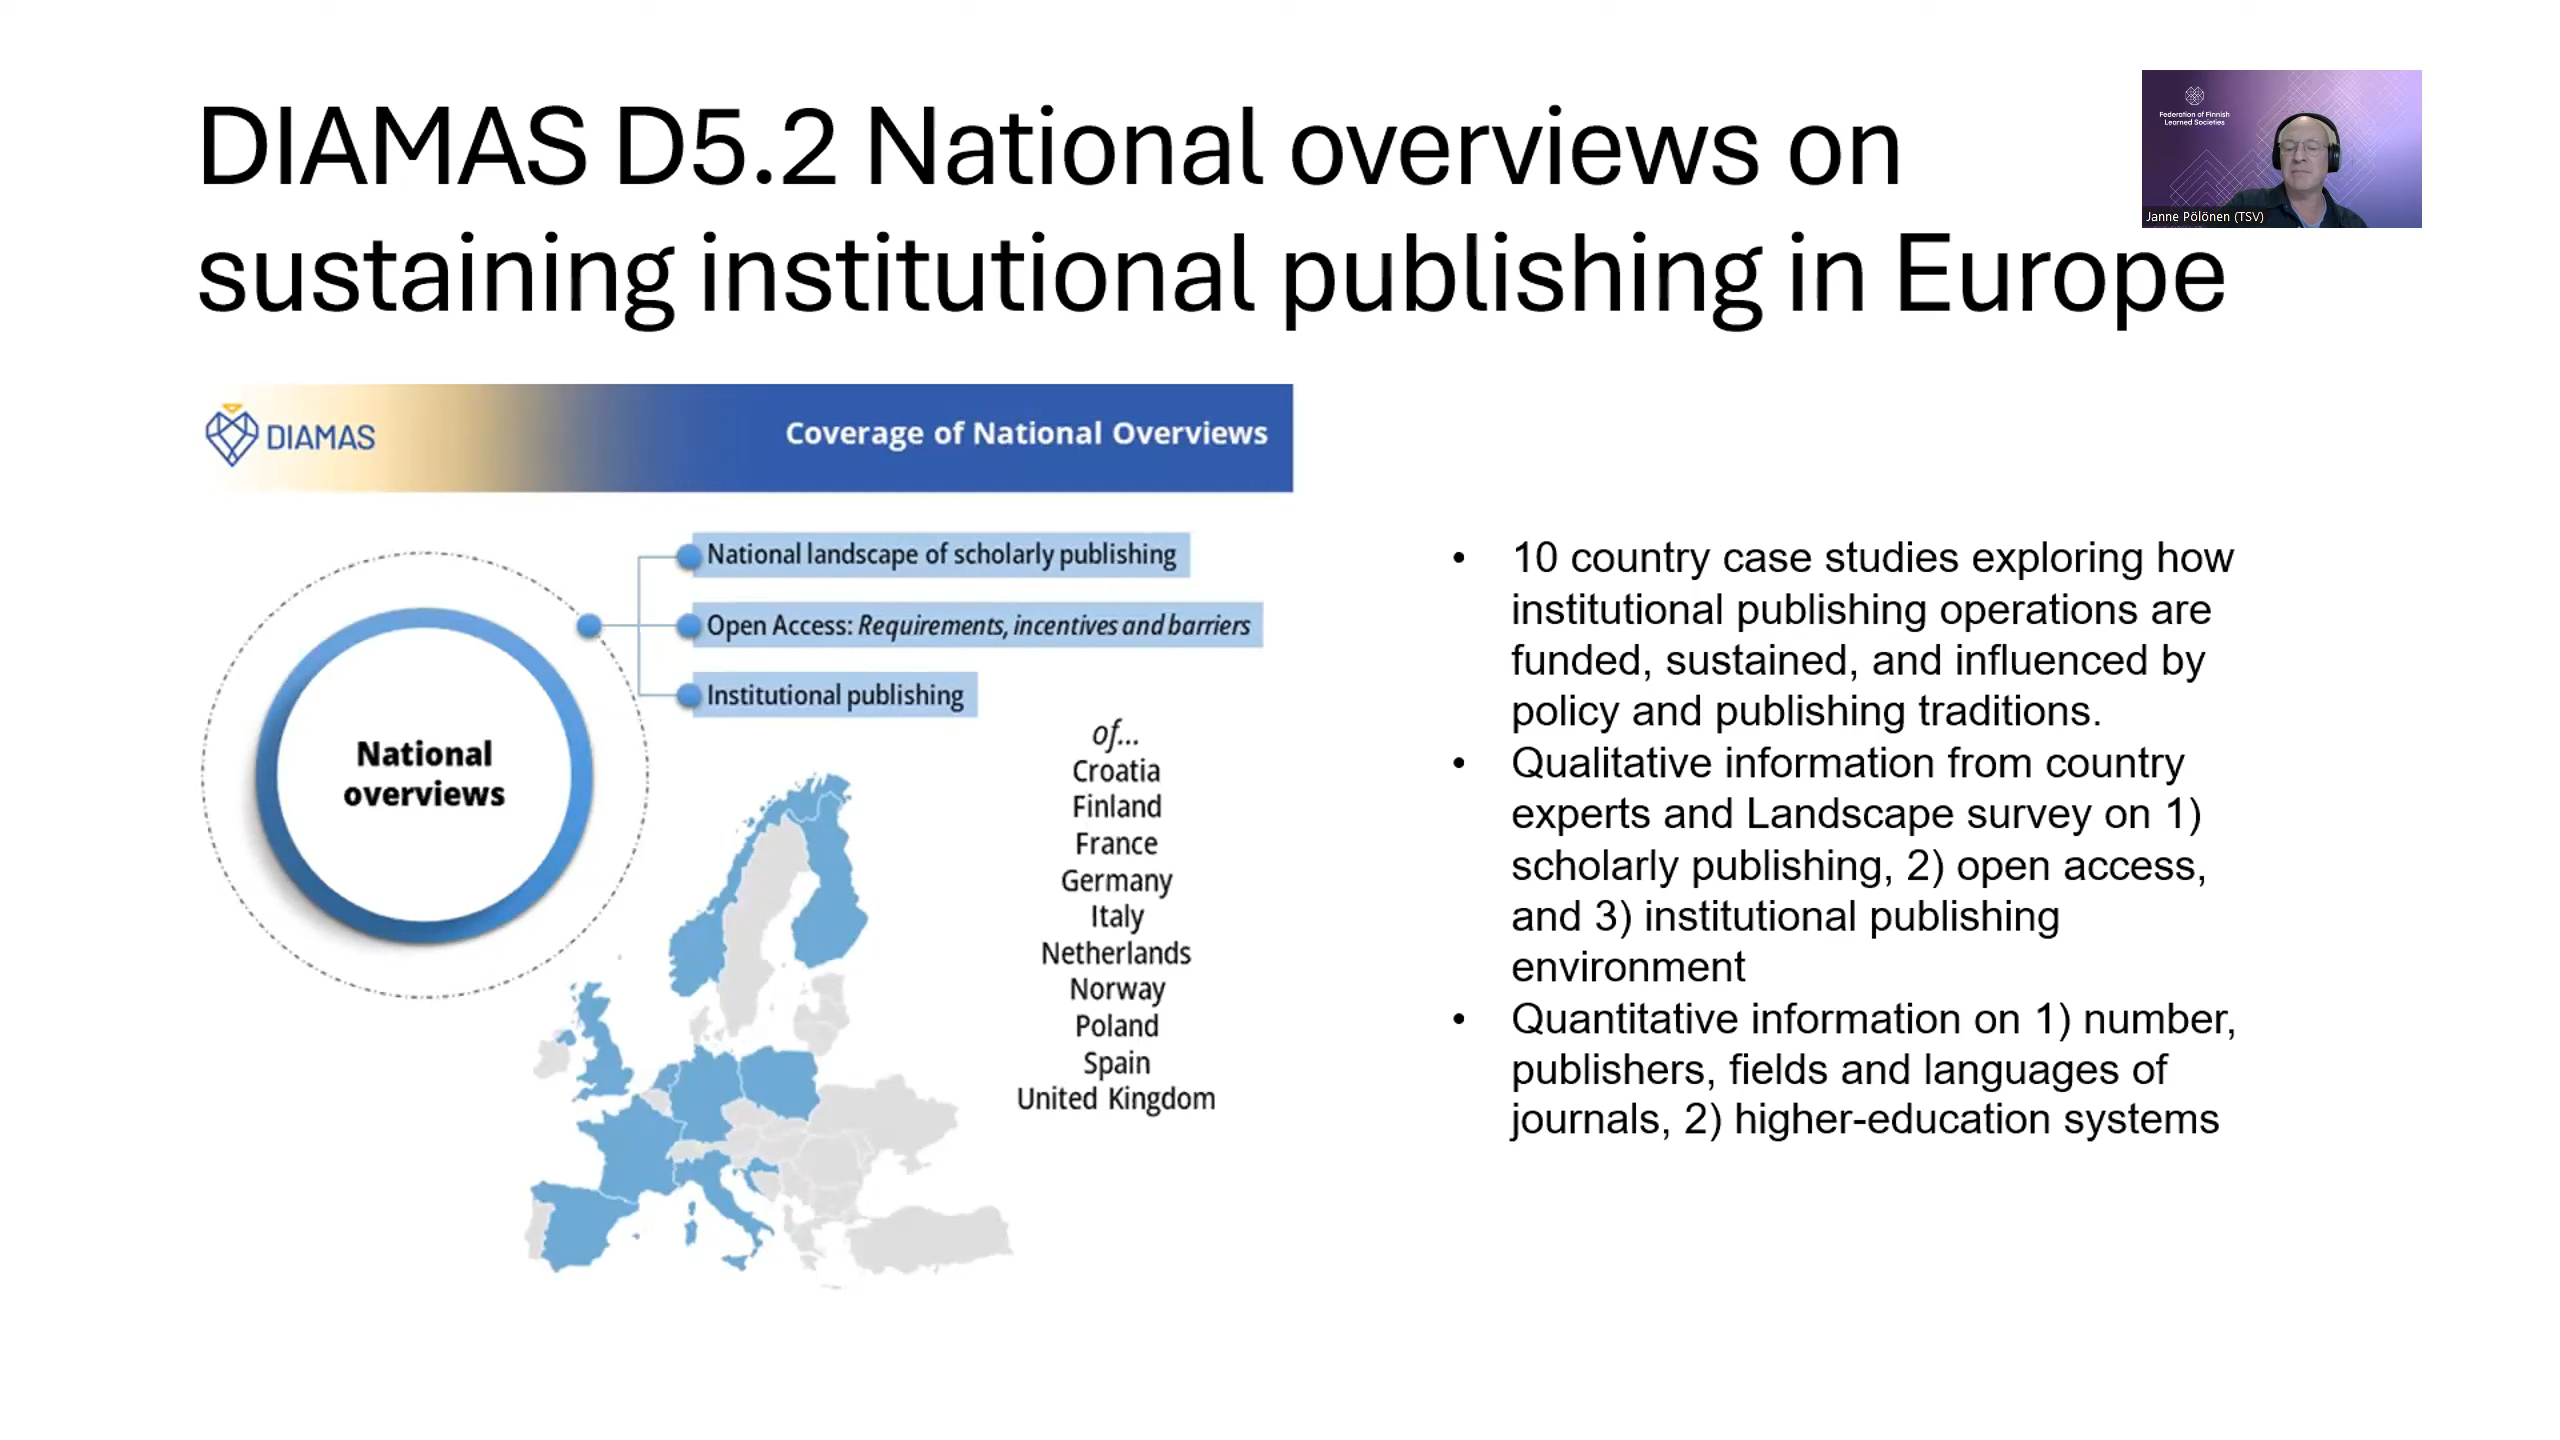 DIAMAS D5.2 National overviews on
sustaining institutional publishing in Europe
Federation of Finnish
Learned Societies
Janne Pölönen (TSV)
DIAMAS
Coverage of National Overviews
National landscape of scholarly publishing
Open Access: Requirements, incentives and barriers
Institutional publishing
National
overviews
of...
Croatia
Finland
France
Germany
Italy
Netherlands
Norway
Poland
Spain
United Kingdom
• 10 country case studies exploring how
institutional publishing operations are
funded, sustained, and influenced by
policy and publishing traditions.
• Qualitative information from country
experts and Landscape survey on 1)
scholarly publishing, 2) open access,
and 3) institutional publishing
environment
• Quantitative information on 1) number,
publishers, fields and languages of
journals, 2) higher-education systems